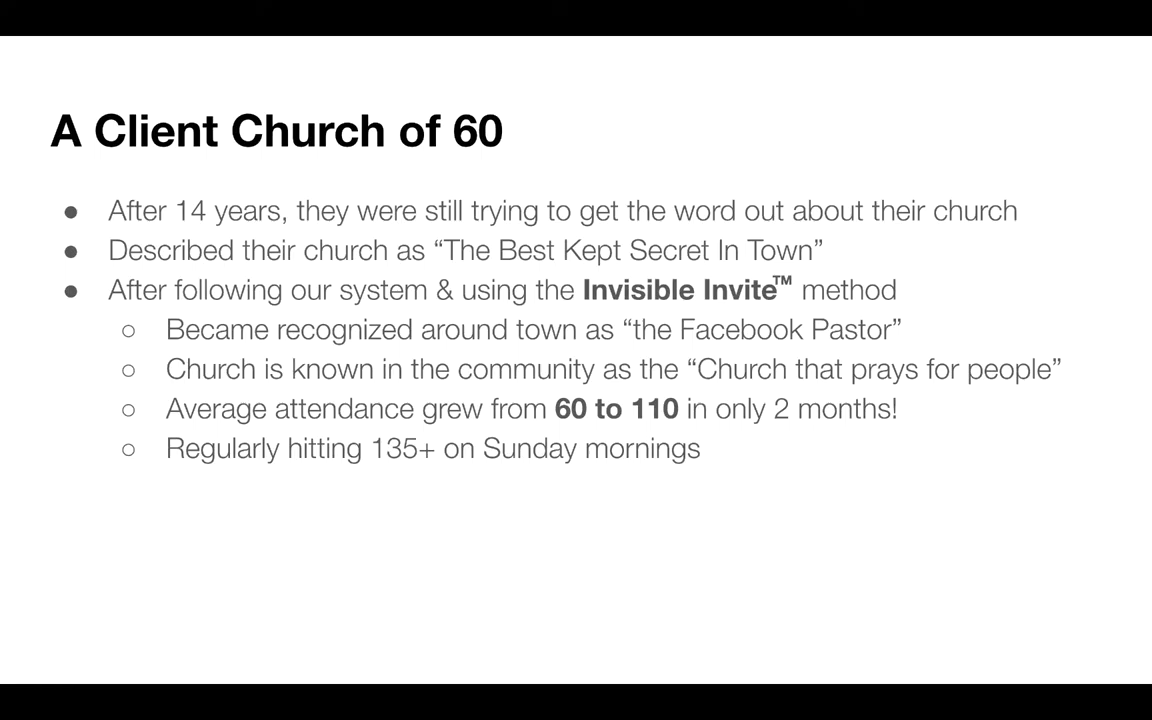 A Client Church of 60
● After 14 years, they were still trying to get the word out about their church
● Described their church as “The Best Kept Secret In Town”
● After following our system & using the Invisible Invite™ method
○ Became recognized around town as “the Facebook Pastor”
○ Church is known in the community as the “Church that prays for people”
○ Average attendance grew from 60 to 110 in only 2 months!
○ Regularly hitting 135+ on Sunday mornings